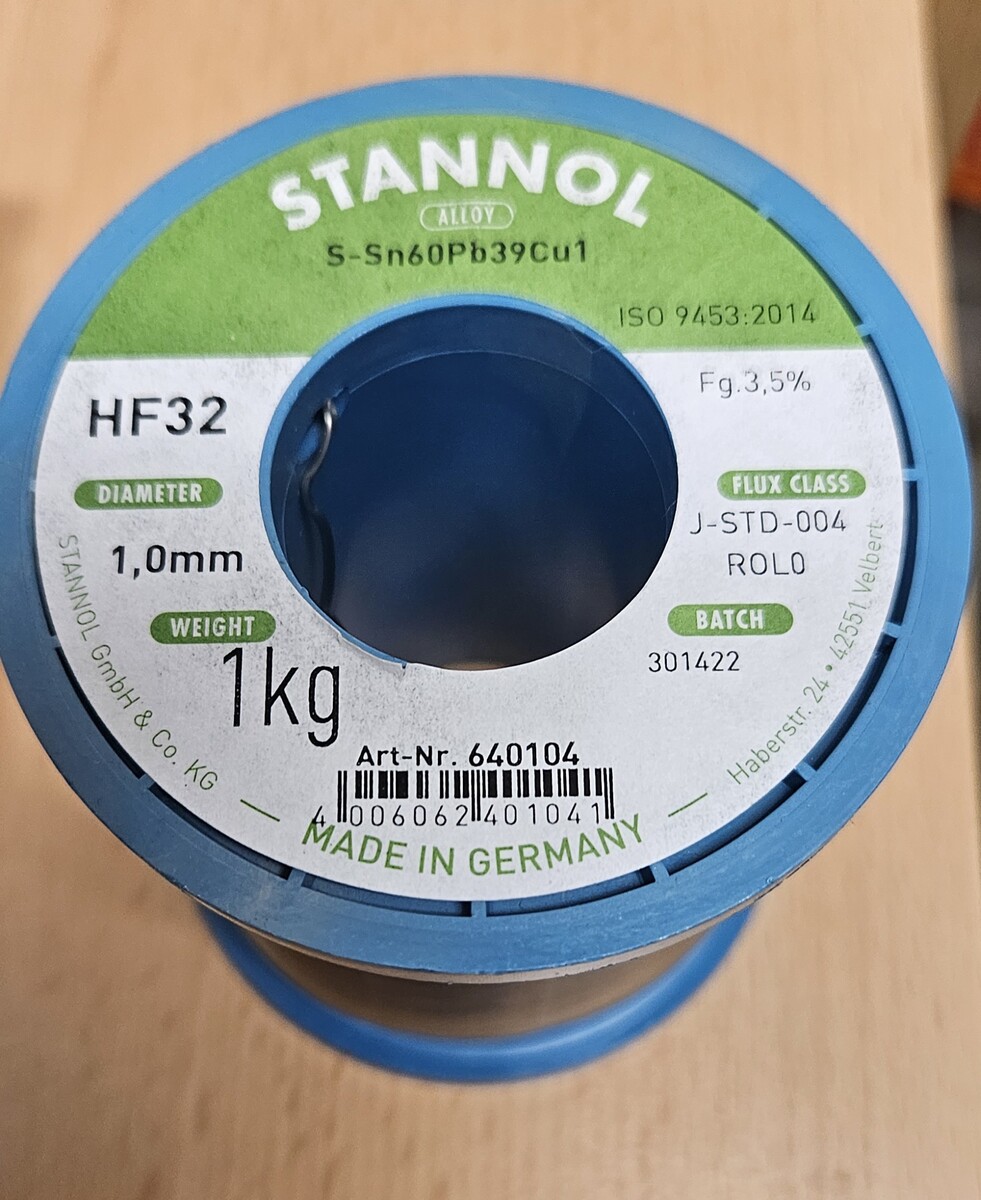 STANNOL
ALLOY
S-Sn60Pb39Cu1
ISO 9453:2014
Fg.3,5%
HF32
DIAMETER
1,0mm
WEIGHT
1kg
FLUX CLASS
J-STD-004
ROL0
BATCH
301422
Art-Nr. 640104
4 006062 401041
STANNOL GmbH & Co. KG — MADE IN GERMANY — Haberstr. 24 • 42551 Velbert